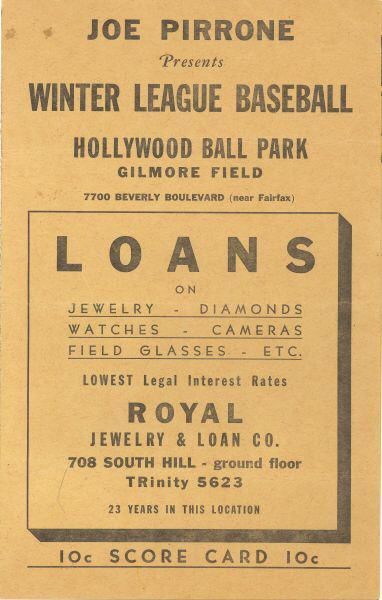 JOE PIRRONE
Presents
WINTER LEAGUE BASEBALL
HOLLYWOOD BALL PARK
GILMORE FIELD
7700 BEVERLY BOULEVARD (near Fairfax)
LOANS
ON
JEWELRY - DIAMONDS
WATCHES - CAMERAS
FIELD GLASSES - ETC.
LOWEST Legal Interest Rates
ROYAL
JEWELRY & LOAN CO.
708 SOUTH HILL - ground floor
TRinity 5623
23 YEARS IN THIS LOCATION
10c SCORE CARD 10c